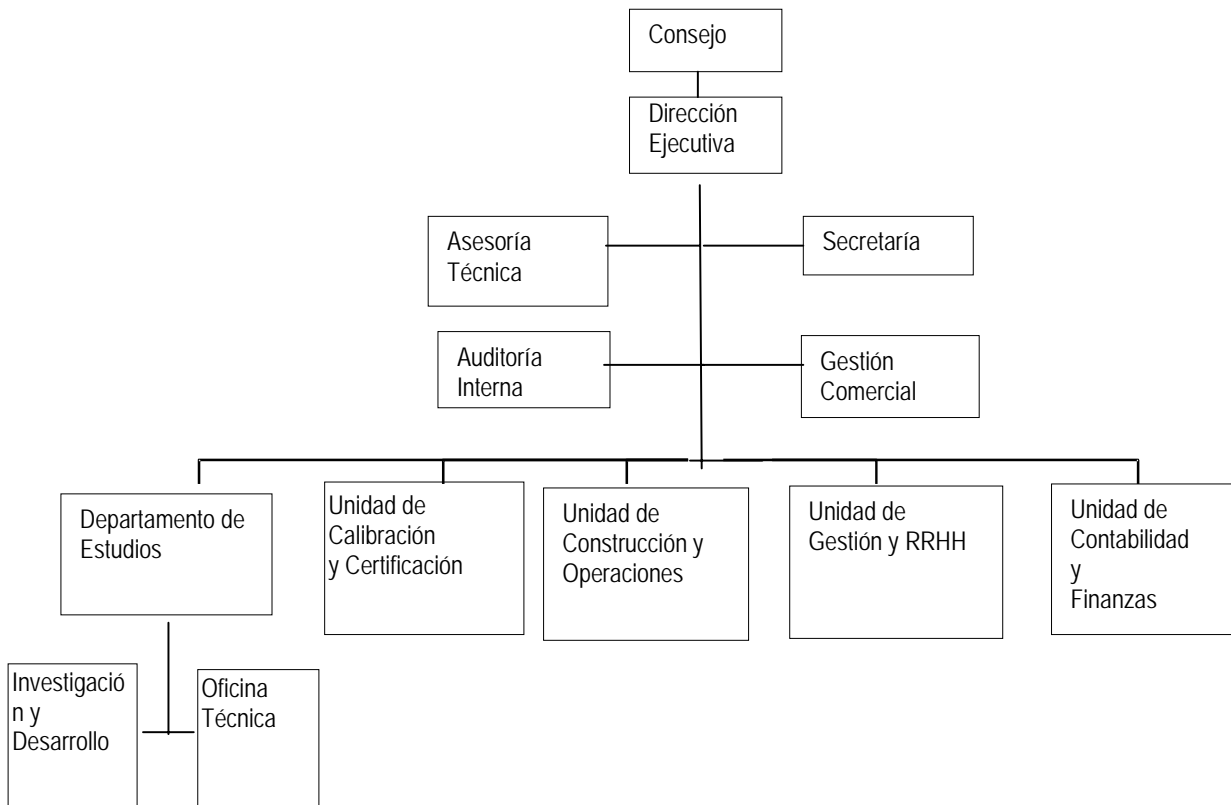 Consejo
Dirección
Ejecutiva
Asesoría
Técnica
Secretaría
Auditoría
Interna
Gestión
Comercial
Departamento de
Estudios
Unidad de
Calibración
y Certificación
Unidad de
Construcción y
Operaciones
Unidad de
Gestión y RRHH
Unidad de
Contabilidad
y
Finanzas
Investigació
n y
Desarrollo
Oficina
Técnica